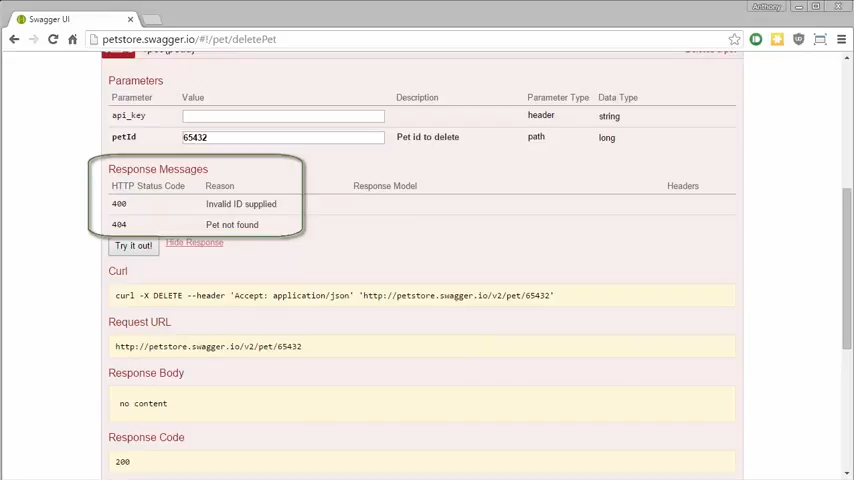 Anthony
Swagger UI
petstore.swagger.io/#!/pet/deletePet
Parameters
Parameter Value Description Parameter Type Data Type
api_key header string
petId 65432 Pet id to delete path long
Response Messages
HTTP Status Code Reason Response Model Headers
400 Invalid ID supplied
404 Pet not found
Try it out! Hide Response
Curl
curl -X DELETE --header 'Accept: application/json' 'http://petstore.swagger.io/v2/pet/65432'
Request URL
http://petstore.swagger.io/v2/pet/65432
Response Body
no content
Response Code
200